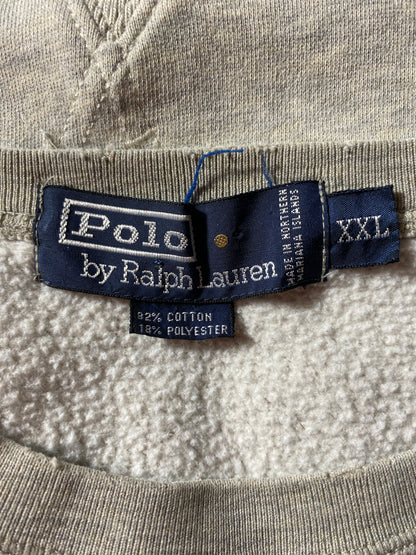 Polo
by Ralph Lauren
MADE IN NORTHERN
MARIANA ISLANDS
XXL
82% COTTON
18% POLYESTER